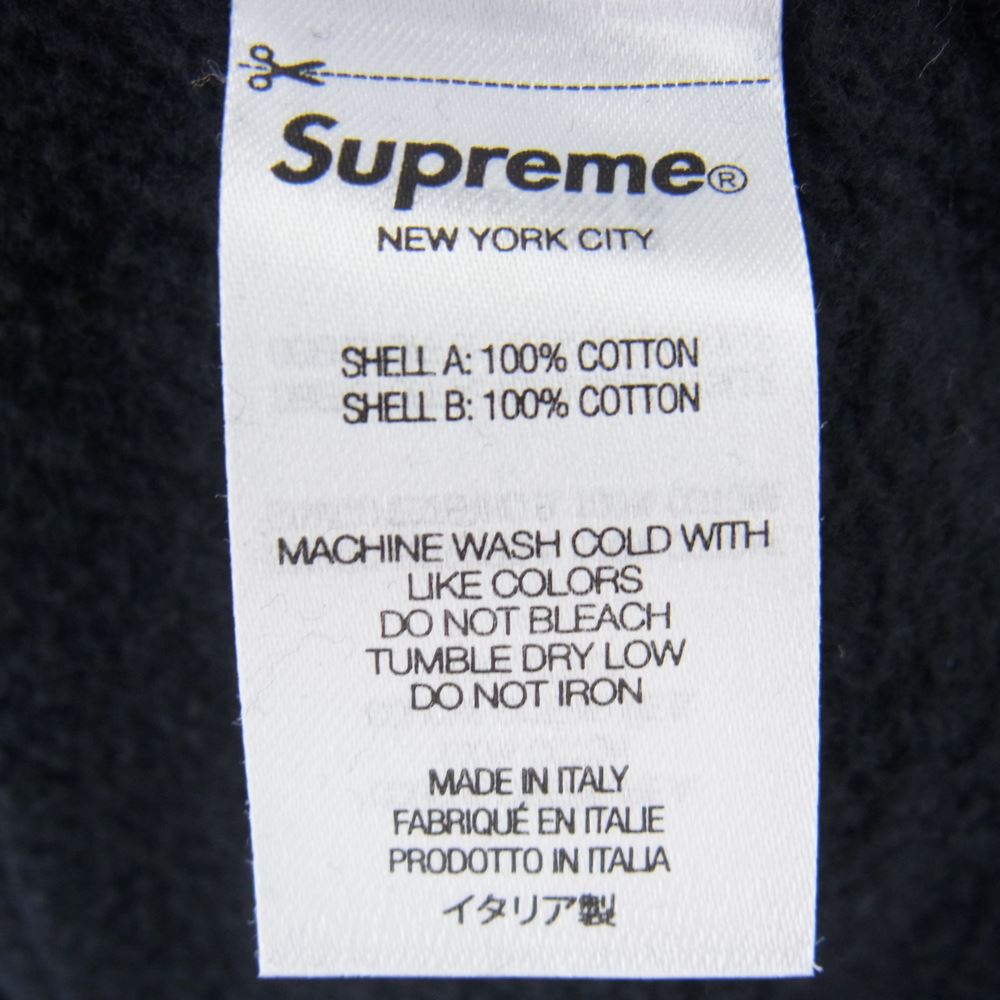 Supreme®
NEW YORK CITY
SHELL A: 100% COTTON
SHELL B: 100% COTTON
MACHINE WASH COLD WITH
LIKE COLORS
DO NOT BLEACH
TUMBLE DRY LOW
DO NOT IRON
MADE IN ITALY
FABRIQUÉ EN ITALIE
PRODOTTO IN ITALIA
イタリア製